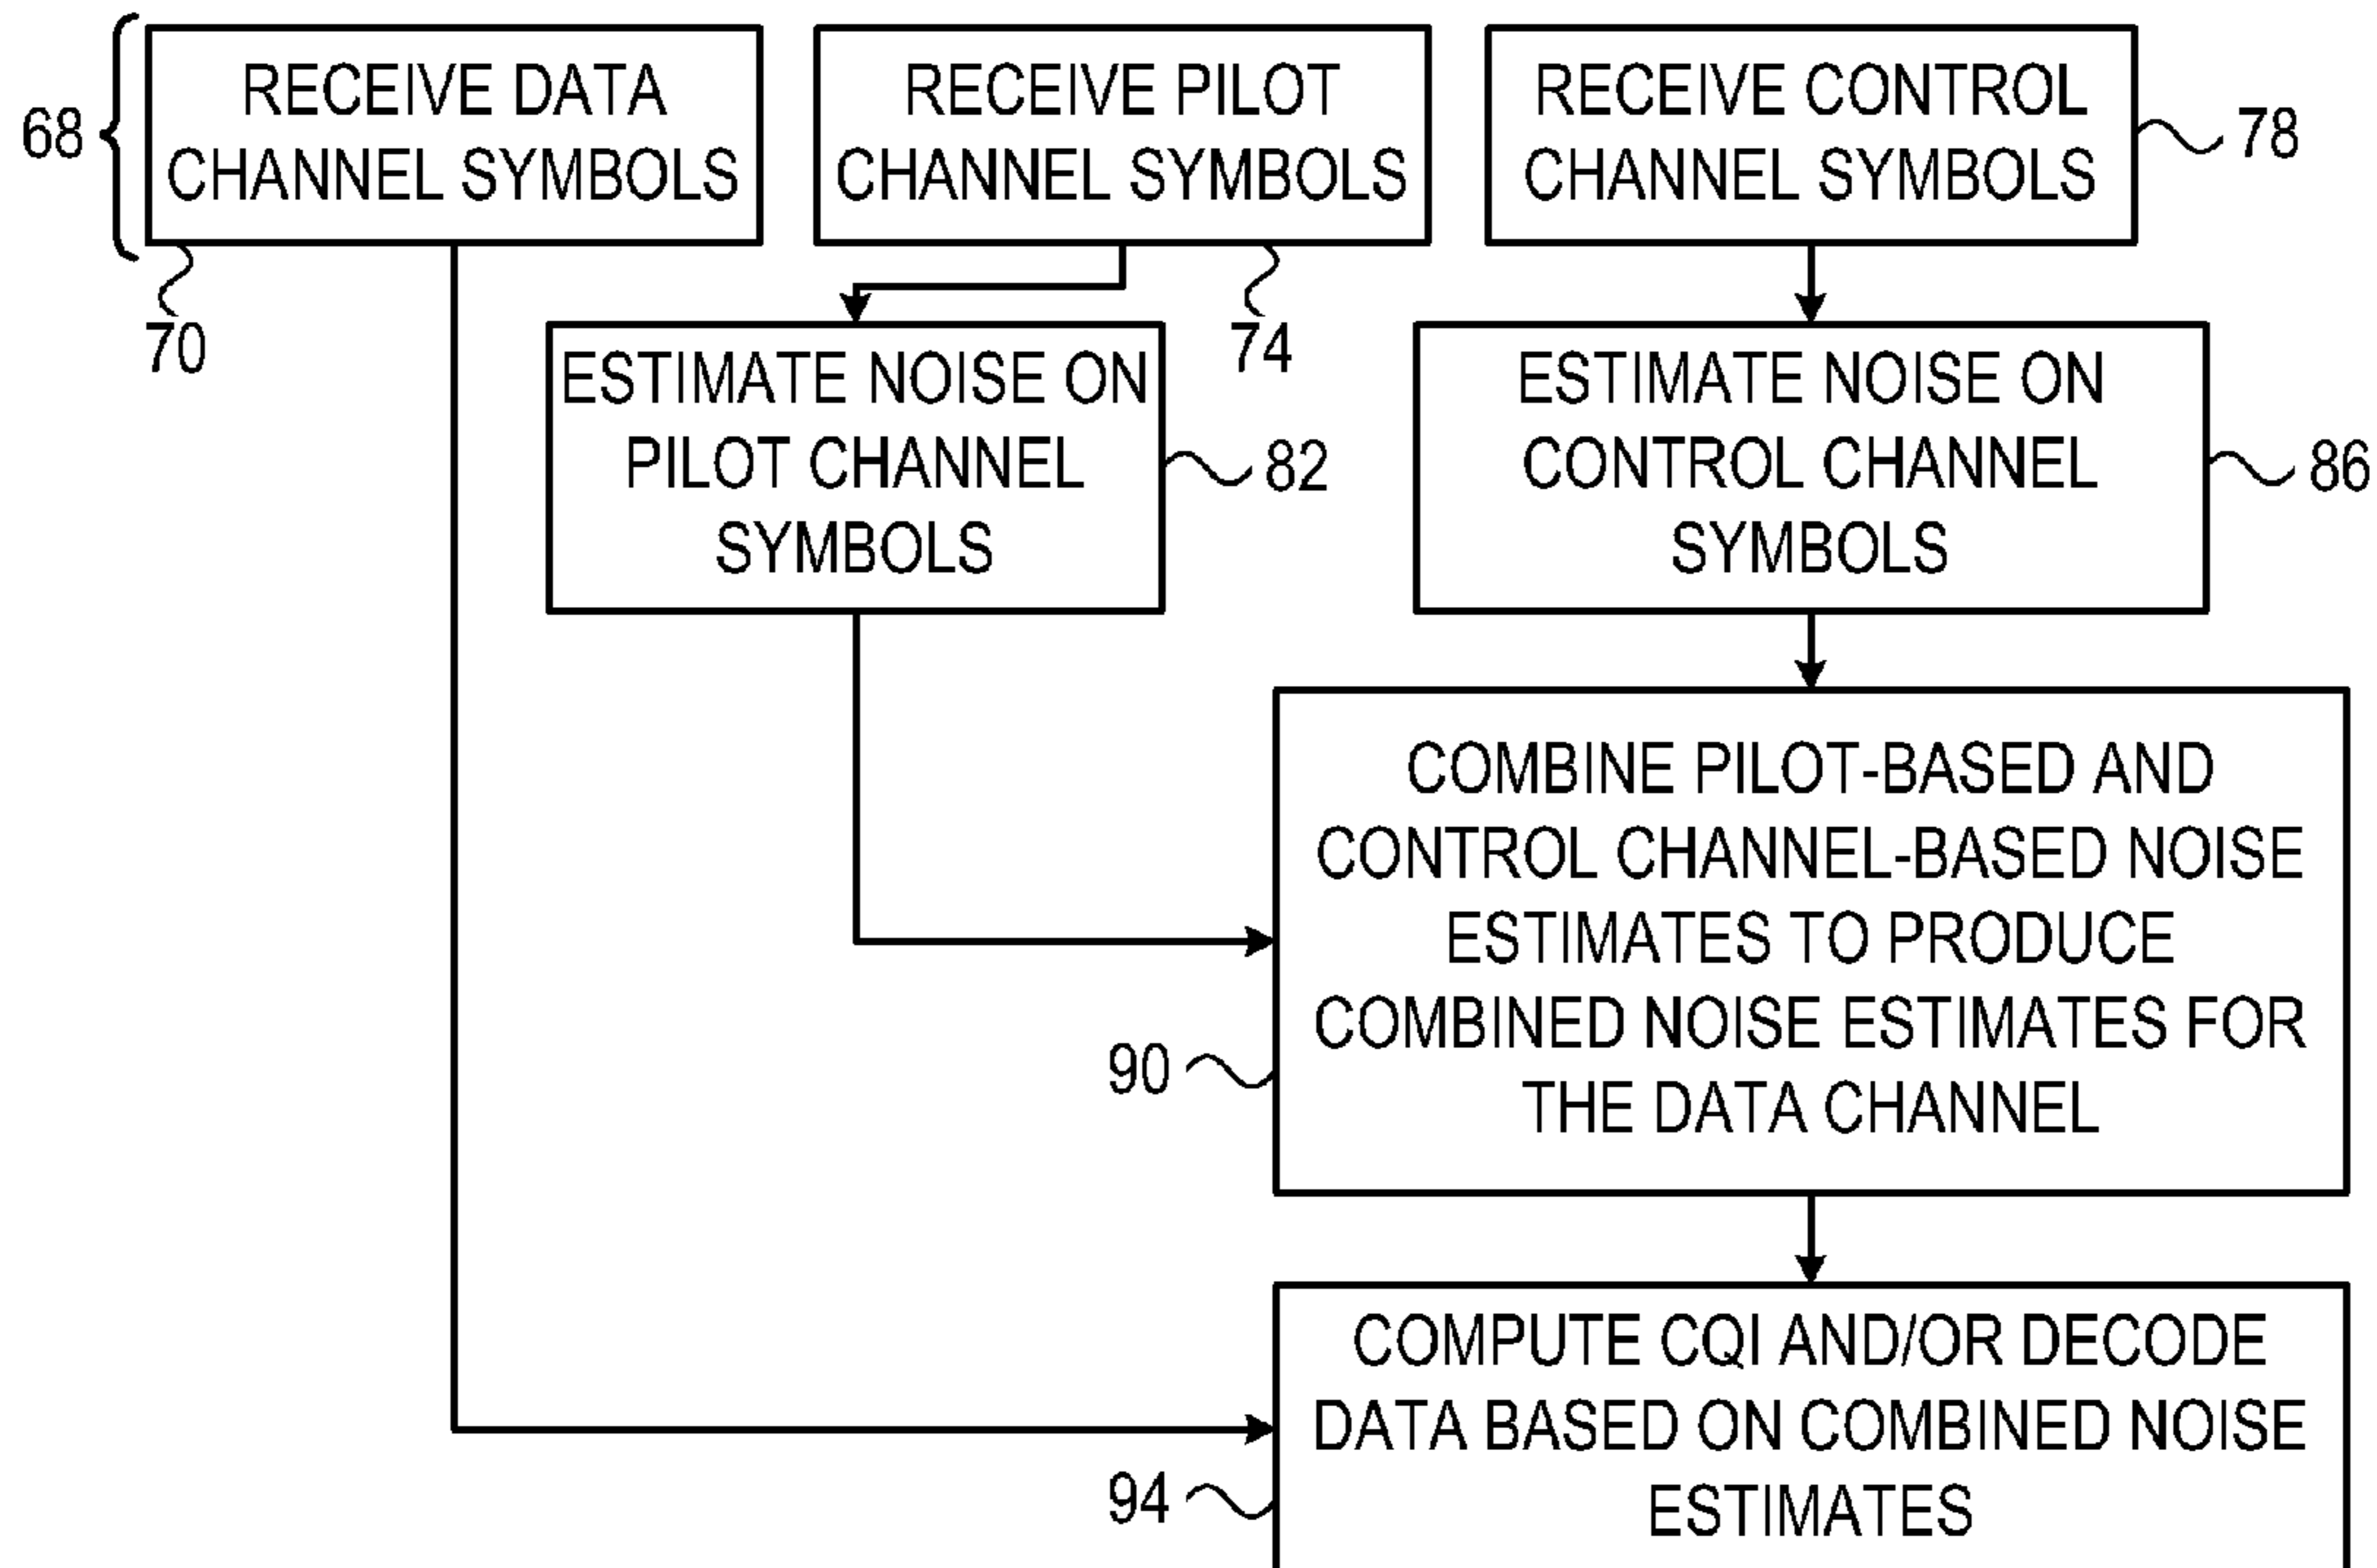 68
RECEIVE DATA
CHANNEL SYMBOLS
70
RECEIVE PILOT
CHANNEL SYMBOLS
74
RECEIVE CONTROL
CHANNEL SYMBOLS
78
ESTIMATE NOISE ON
PILOT CHANNEL
SYMBOLS
82
ESTIMATE NOISE ON
CONTROL CHANNEL
SYMBOLS
86
COMBINE PILOT-BASED AND
CONTROL CHANNEL-BASED NOISE
ESTIMATES TO PRODUCE
COMBINED NOISE ESTIMATES FOR
THE DATA CHANNEL
90
COMPUTE CQI AND/OR DECODE
DATA BASED ON COMBINED NOISE
ESTIMATES
94